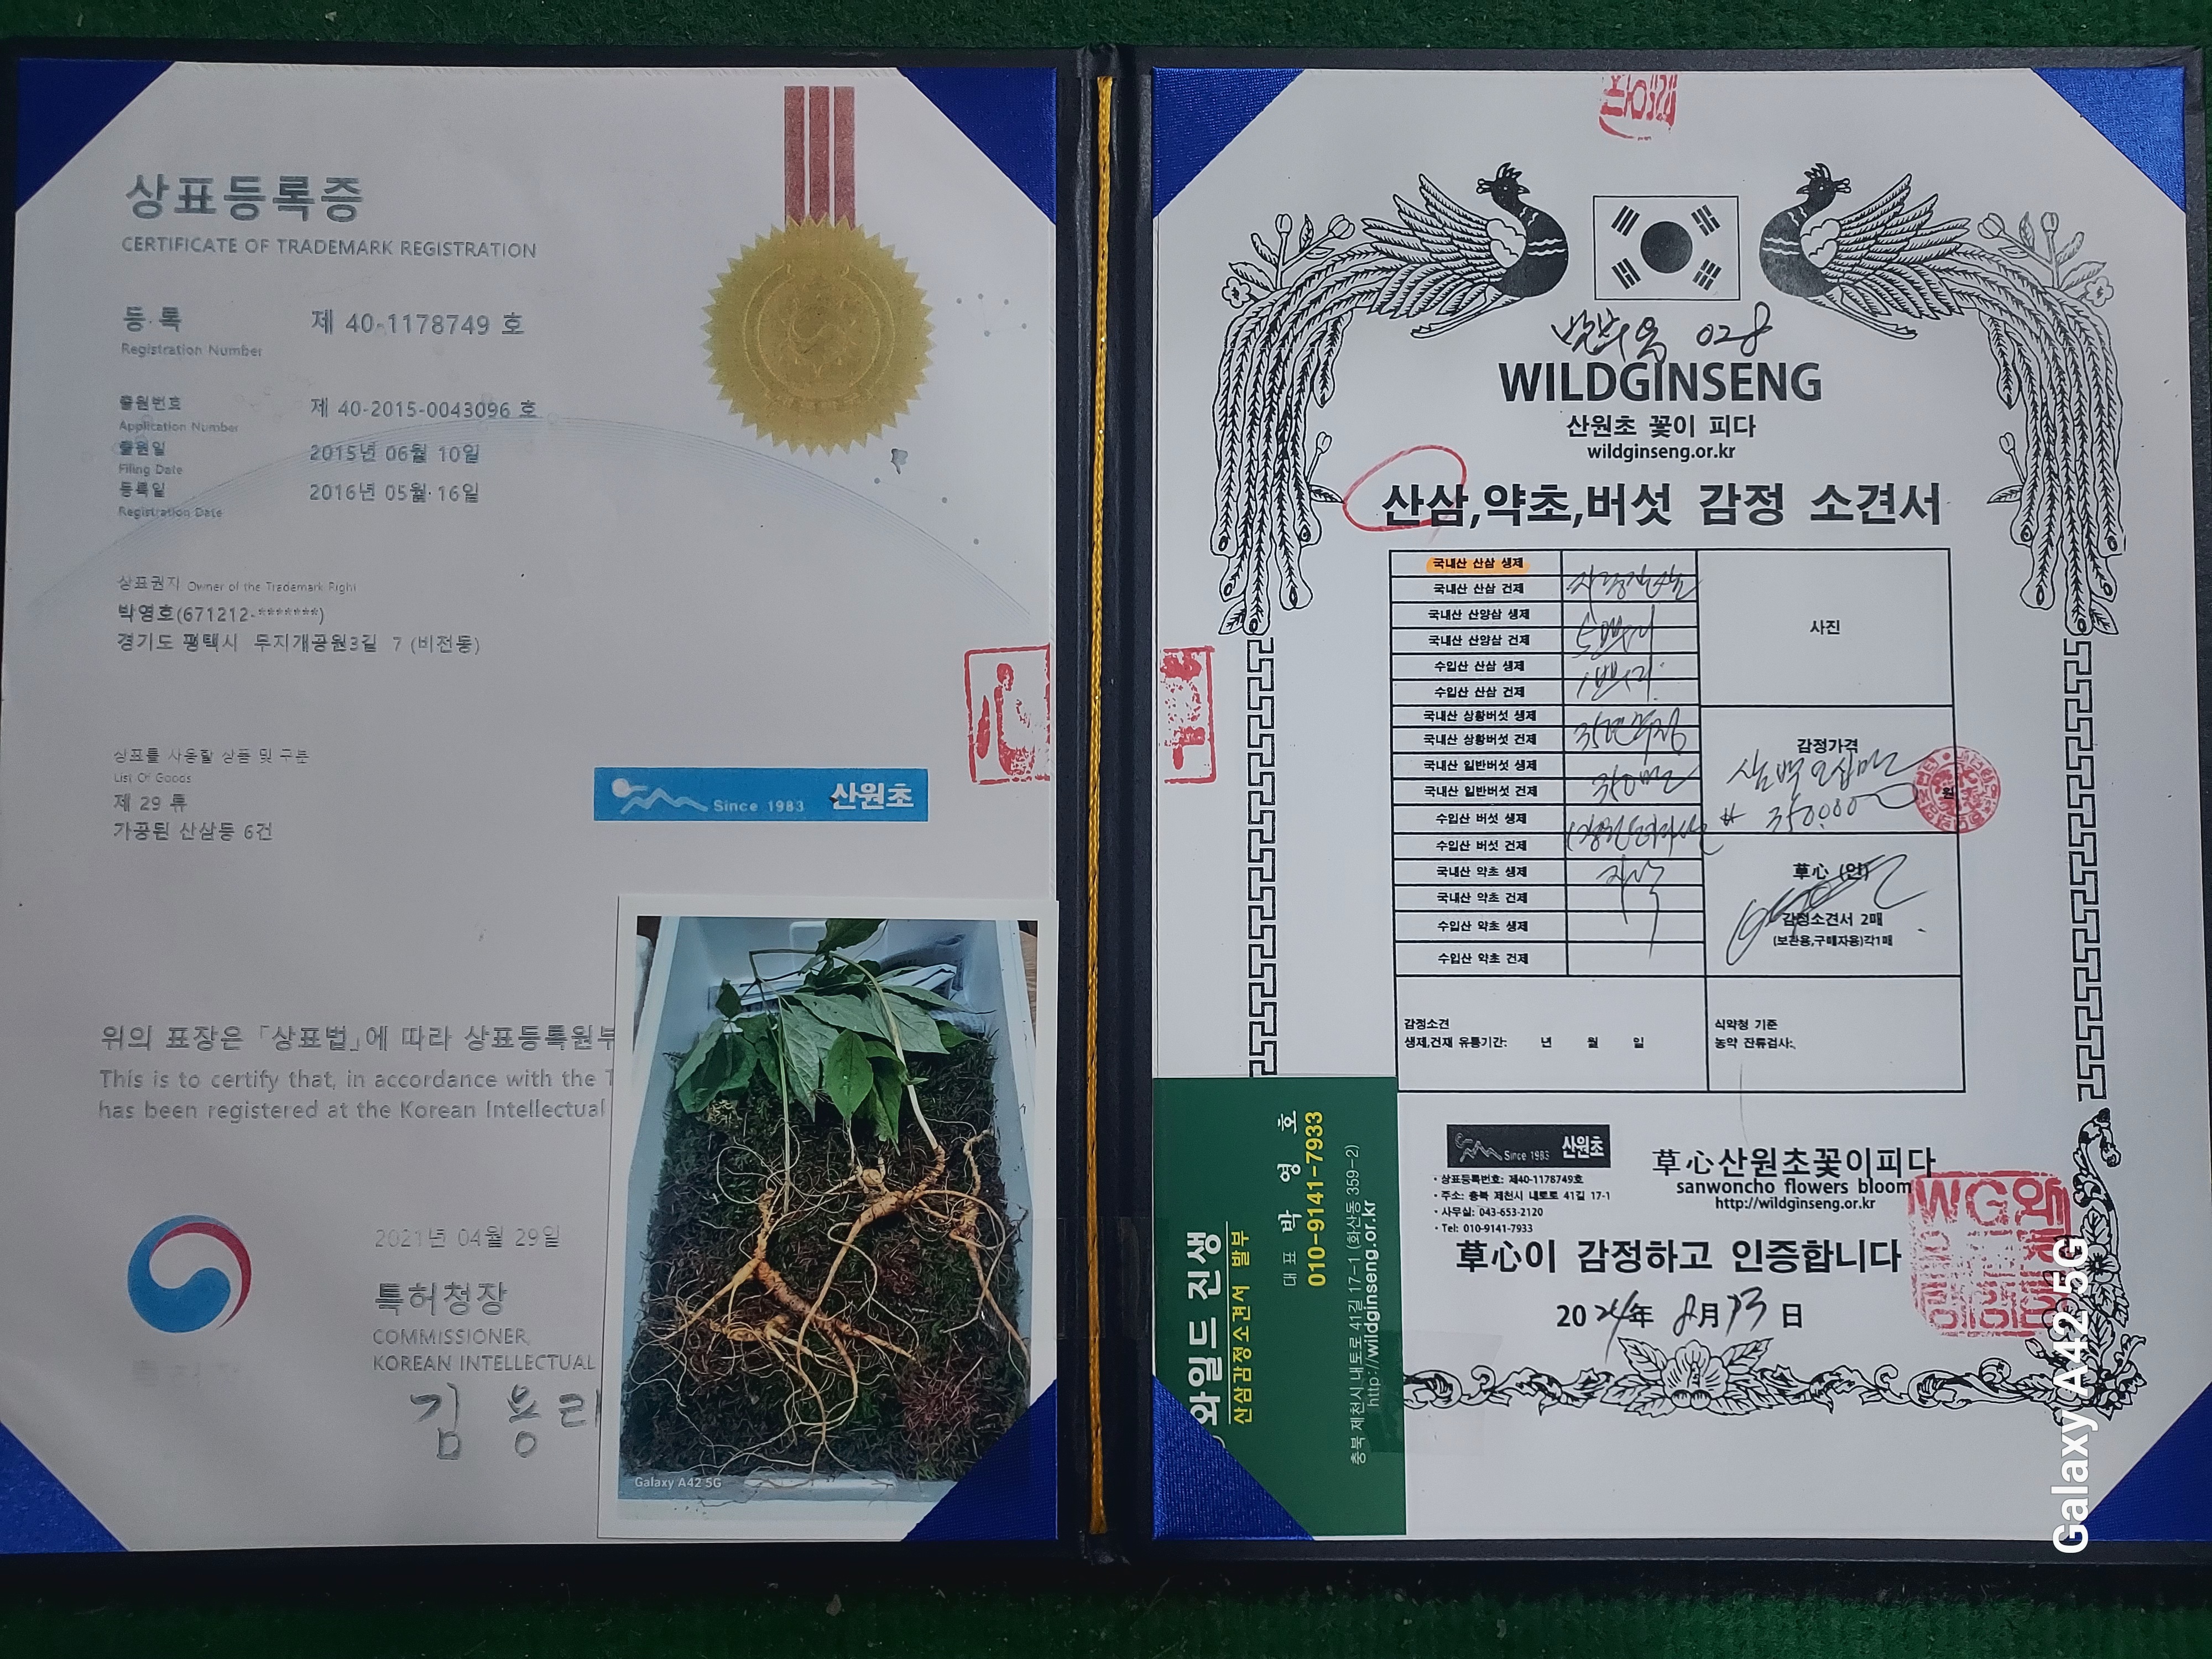 상표등록증
CERTIFICATE OF TRADEMARK REGISTRATION
등 록
Registration Number
제 40-1178749 호
출원번호
Application Number
제 40-2015-0043096 호
출원일
Filing Date
2015년 06월 10일
등록일
Registration Date
2016년 05월 16일
상표권자 Owner of the Trademark Right
박영호(671212-*******)
경기도 평택시 무지개공원3길 7 (비전동)
상표를 사용할 상품 및 구분
List Of Goods
제 29 류
가공된 산삼등 6건
Since 1983 산원초
위의 표장은 「상표법」에 따라 상표등록원부
This is to certify that, in accordance with the T
has been registered at the Korean Intellectual
2021년 04월 29일
특허청장
COMMISSIONER,
KOREAN INTELLECTUAL
김 용래
Galaxy A42 5G
028
WILDGINSENG
산원초 꽃이 피다
wildginseng.or.kr
산삼,약초,버섯 감정 소견서
국내산 산삼 생제
국내산 산삼 건제
국내산 산양삼 생제
국내산 산양삼 건제
수입산 산삼 생제
수입산 산삼 건제
국내산 상황버섯 생제
국내산 상황버섯 건제
국내산 일반버섯 생제
국내산 일반버섯 건제
수입산 버섯 생제
수입산 버섯 건제
국내산 약초 생제
국내산 약초 건제
수입산 약초 생제
수입산 약초 건제
사진
감정가격
삼백오십만
원
草心 (인)
감정소견서 2매
(보관용,구매자용)각1매
감정소견
생제,건재 유통기간: 년 월 일
식약청 기준
농약 잔류검사:
Since 1983 산원초
· 상표등록번호: 제40-1178749호
· 주소: 충북 제천시 내토로 41길 17-1
· 사무실: 043-653-2120
· Tel: 010-9141-7933
草心산원초꽃이피다
sanwoncho flowers bloom
http://wildginseng.or.kr
草心이 감정하고 인증합니다
2024年 8月 13日
와일드 진생
산삼감정소견서 발부
대표 박 영 호
010-9141-7933
충북 제천시 내토로 41길 17-1 (화산동 359-2)
http://wildginseng.or.kr
Galaxy A42 5G